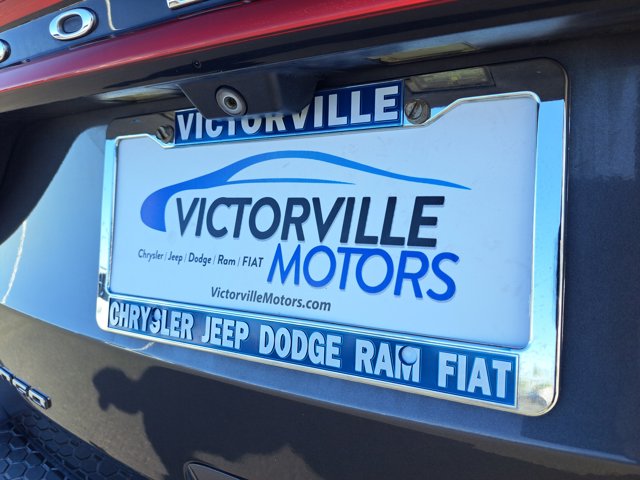 VICTORVILLE
VICTORVILLE
Chrysler / Jeep / Dodge / Ram / FIAT
MOTORS
VictorvilleMotors.com
CHRYSLER JEEP DODGE RAM FIAT